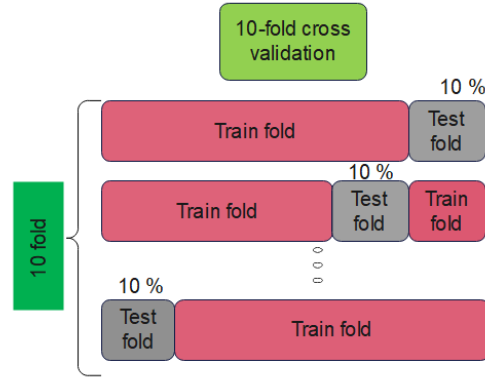 10-fold cross
validation
10 %
Train fold
Test
fold
10 %
Train fold
Test
fold
Train
fold
10 fold
10 %
Test
fold
Train fold